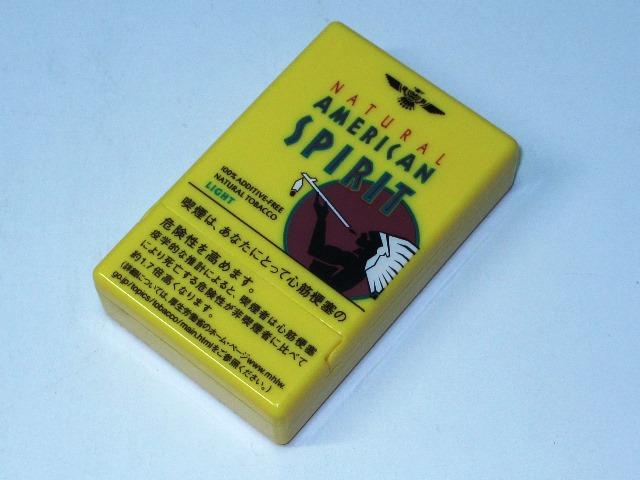 NATURAL
AMERICAN
SPIRIT
100% ADDITIVE-FREE
NATURAL TOBACCO
LIGHT
喫煙は、あなたにとって心筋梗塞の
危険性を高めます。
疫学的な推計によると、喫煙者は心筋梗塞
により死亡する危険性が非喫煙者に比べて
約1.7倍高くなります。
(詳細については、厚生労働省のホーム・ページwww.mhlw.
go.jp/topics/tobacco/main.htmlをご参照ください。)